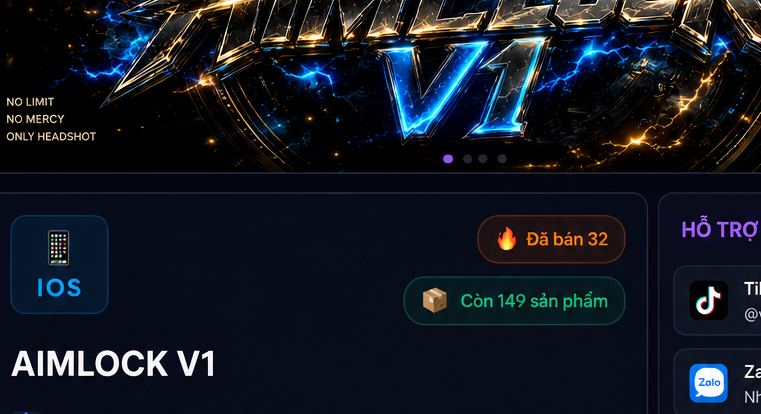 AIMLOCK
V1
NO LIMIT
NO MERCY
ONLY HEADSHOT
IOS
Đã bán 32
Còn 149 sản phẩm
AIMLOCK V1
HỖ TRỢ
Zalo